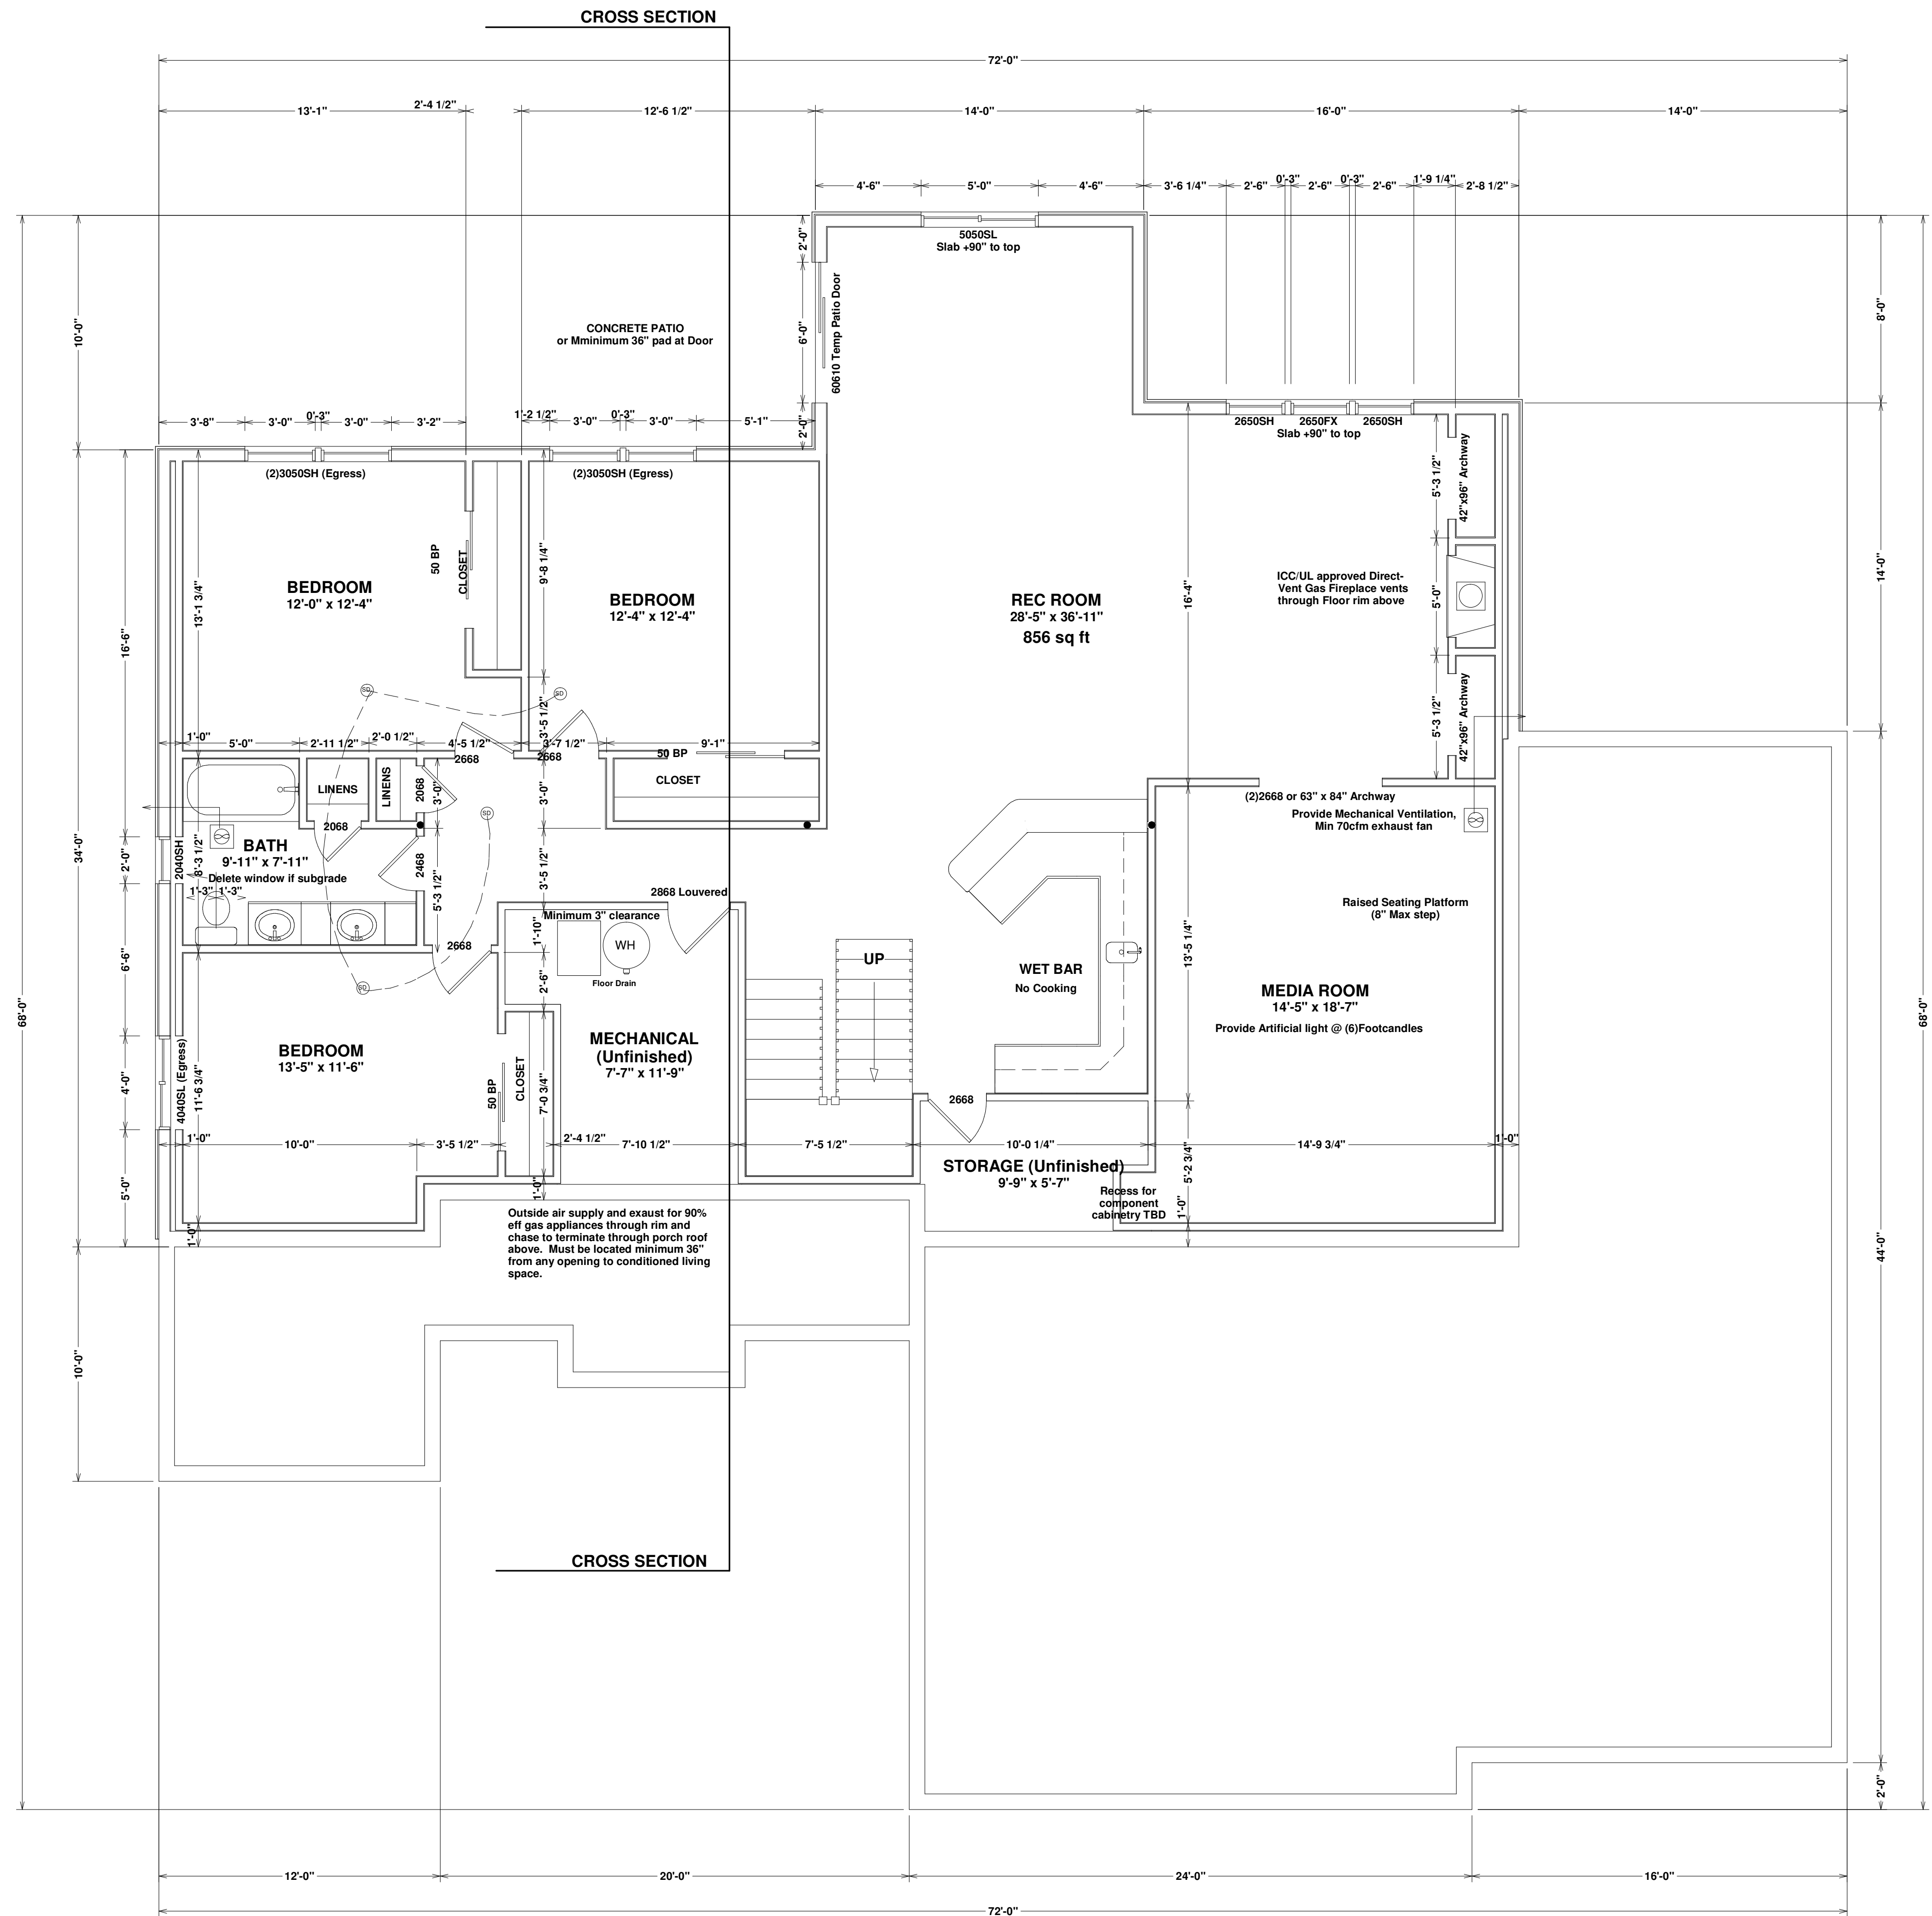 CROSS SECTION
72'-0"
13'-1"
2'-4 1/2"
12'-6 1/2"
14'-0"
16'-0"
14'-0"
4'-6"
5'-0"
4'-6"
3'-6 1/4"
2'-6"
0'-3"
2'-6"
0'-3"
2'-6"
1'-9 1/4"
2'-8 1/2"
5050SL
Slab +90" to top
2'-0"
6'-0"
2'-0"
60610 Temp Patio Door
10'-0"
8'-0"
CONCRETE PATIO
or Mminimum 36" pad at Door
3'-8"
3'-0"
0'-3"
3'-0"
3'-2"
1'-2 1/2"
3'-0"
0'-3"
3'-0"
5'-1"
2650SH
2650FX
2650SH
Slab +90" to top
(2)3050SH (Egress)
(2)3050SH (Egress)
5'-3 1/2"
42"x96" Archway
50 BP
CLOSET
9'-8 1/4"
13'-1 3/4"
16'-6"
14'-0"
BEDROOM
12'-0" x 12'-4"
BEDROOM
12'-4" x 12'-4"
REC ROOM
28'-5" x 36'-11"
856 sq ft
16'-4"
ICC/UL approved Direct-
Vent Gas Fireplace vents
through Floor rim above
5'-0"
5'-3 1/2"
42"x96" Archway
SD
SD
3'-5 1/2"
1'-0"
5'-0"
2'-11 1/2"
2'-0 1/2"
4'-5 1/2"
3'-7 1/2"
9'-1"
2668
2668
50 BP
CLOSET
LINENS
LINENS
2068
3'-0"
3'-0"
2068
SD
(2)2668 or 63" x 84" Archway
Provide Mechanical Ventilation,
Min 70cfm exhaust fan
BATH
9'-11" x 7'-11"
Delete window if subgrade
2040SH
8'-3 1/2"
1'-3"
1'-3"
2468
5'-3 1/2"
3'-5 1/2"
34'-0"
2'-0"
6'-6"
2868 Louvered
Minimum 3" clearance
1'-10"
WH
Floor Drain
2'-6"
2668
SD
UP
WET BAR
No Cooking
13'-5 1/4"
Raised Seating Platform
(8" Max step)
MEDIA ROOM
14'-5" x 18'-7"
Provide Artificial light @ (6)Footcandles
68'-0"
68'-0"
BEDROOM
13'-5" x 11'-6"
4'-0"
4040SL (Egress)
11'-6 3/4"
50 BP
CLOSET
7'-0 3/4"
MECHANICAL
(Unfinished)
7'-7" x 11'-9"
2668
1'-0"
10'-0"
3'-5 1/2"
2'-4 1/2"
7'-10 1/2"
7'-5 1/2"
10'-0 1/4"
14'-9 3/4"
1'-0"
5'-0"
1'-0"
1'-0"
STORAGE (Unfinished)
9'-9" x 5'-7"
5'-2 3/4"
1'-0"
Recess for
component
cabinetry TBD
Outside air supply and exaust for 90%
eff gas appliances through rim and
chase to terminate through porch roof
above. Must be located minimum 36"
from any opening to conditioned living
space.
44'-0"
10'-0"
CROSS SECTION
2'-0"
12'-0"
20'-0"
24'-0"
16'-0"
72'-0"